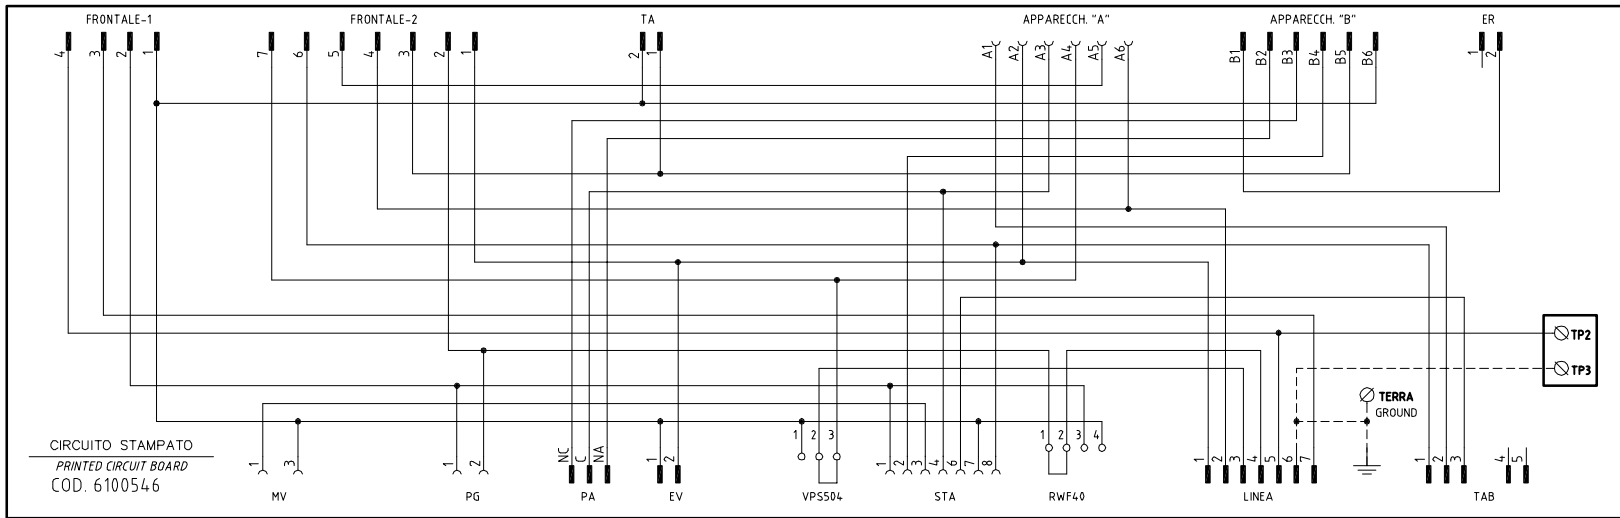 FRONTALE-1 FRONTALE-2 TA APPARECCH. "A" APPARECCH. "B" ER
4 3 2 1 7 6 5 4 3 2 1 2 1 A1 A2 A3 A4 A5 A6 B1 B2 B3 B4 B5 B6 1 2
TP2
TP3
TERRA
GROUND
CIRCUITO STAMPATO
PRINTED CIRCUIT BOARD
COD. 6100546
1 3 1 2 NC C NA 1 2 1 2 3 1 2 3 4 6 7 8 1 2 3 4 1 2 3 4 5 6 7 1 2 3 4 5
MV PG PA EV VPS504 STA RWF40 LINEA TAB